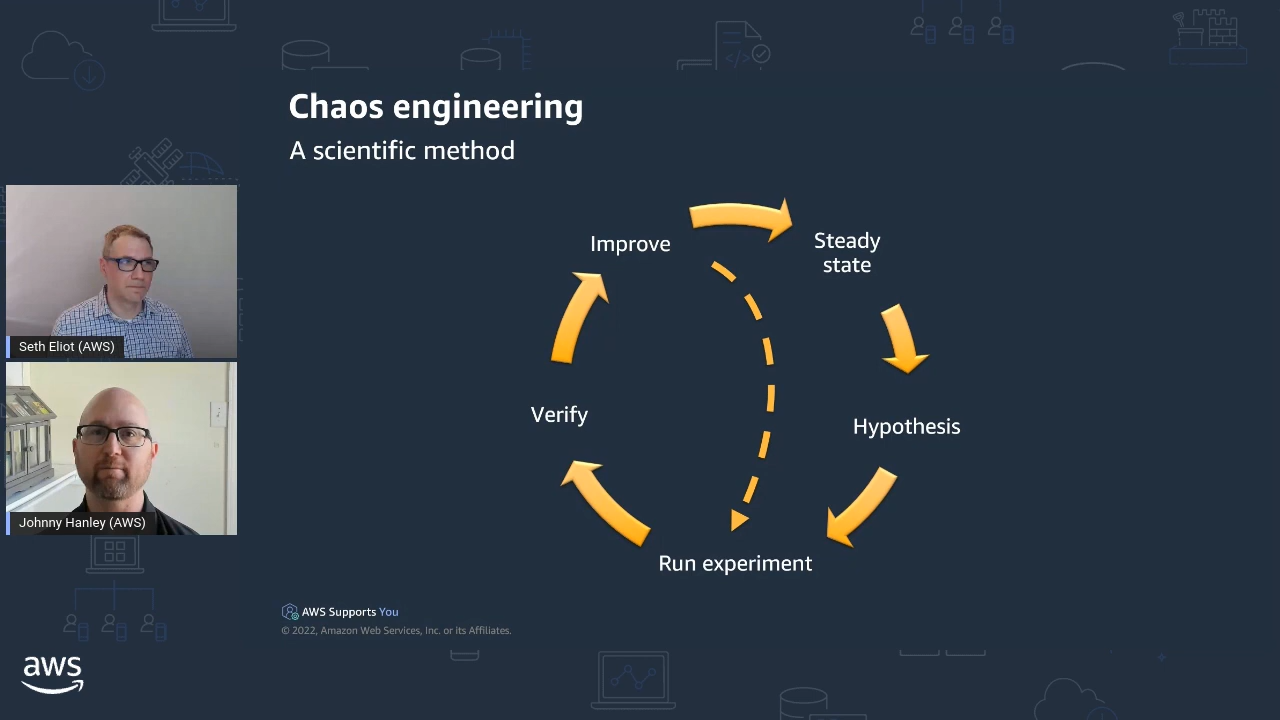 Chaos engineering
A scientific method
Improve
Steady
state
Hypothesis
Run experiment
Verify
Seth Eliot (AWS)
Johnny Hanley (AWS)
</>
AWS Supports You
© 2022, Amazon Web Services, Inc. or its Affiliates.
aws